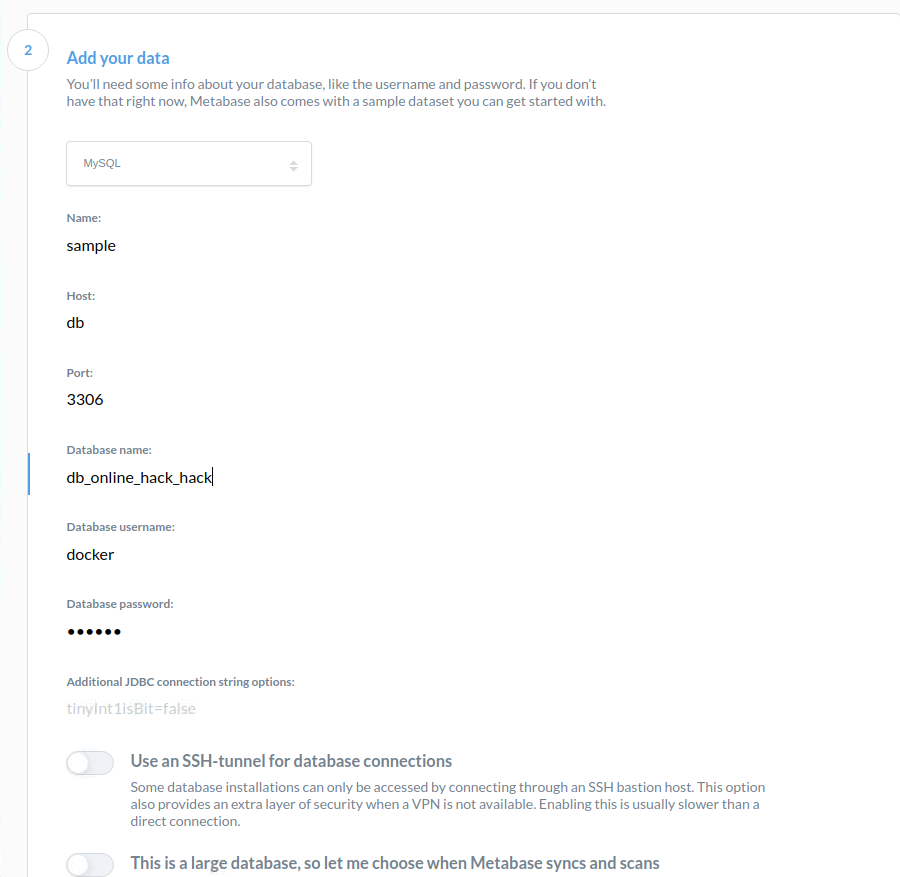 2
Add your data
You'll need some info about your database, like the username and password. If you don't
have that right now, Metabase also comes with a sample dataset you can get started with.
MySQL
Name:
sample
Host:
db
Port:
3306
Database name:
db_online_hack_hack
Database username:
docker
Database password:
••••••
Additional JDBC connection string options:
tinyInt1isBit=false
Use an SSH-tunnel for database connections
Some database installations can only be accessed by connecting through an SSH bastion host. This option
also provides an extra layer of security when a VPN is not available. Enabling this is usually slower than a
direct connection.
This is a large database, so let me choose when Metabase syncs and scans